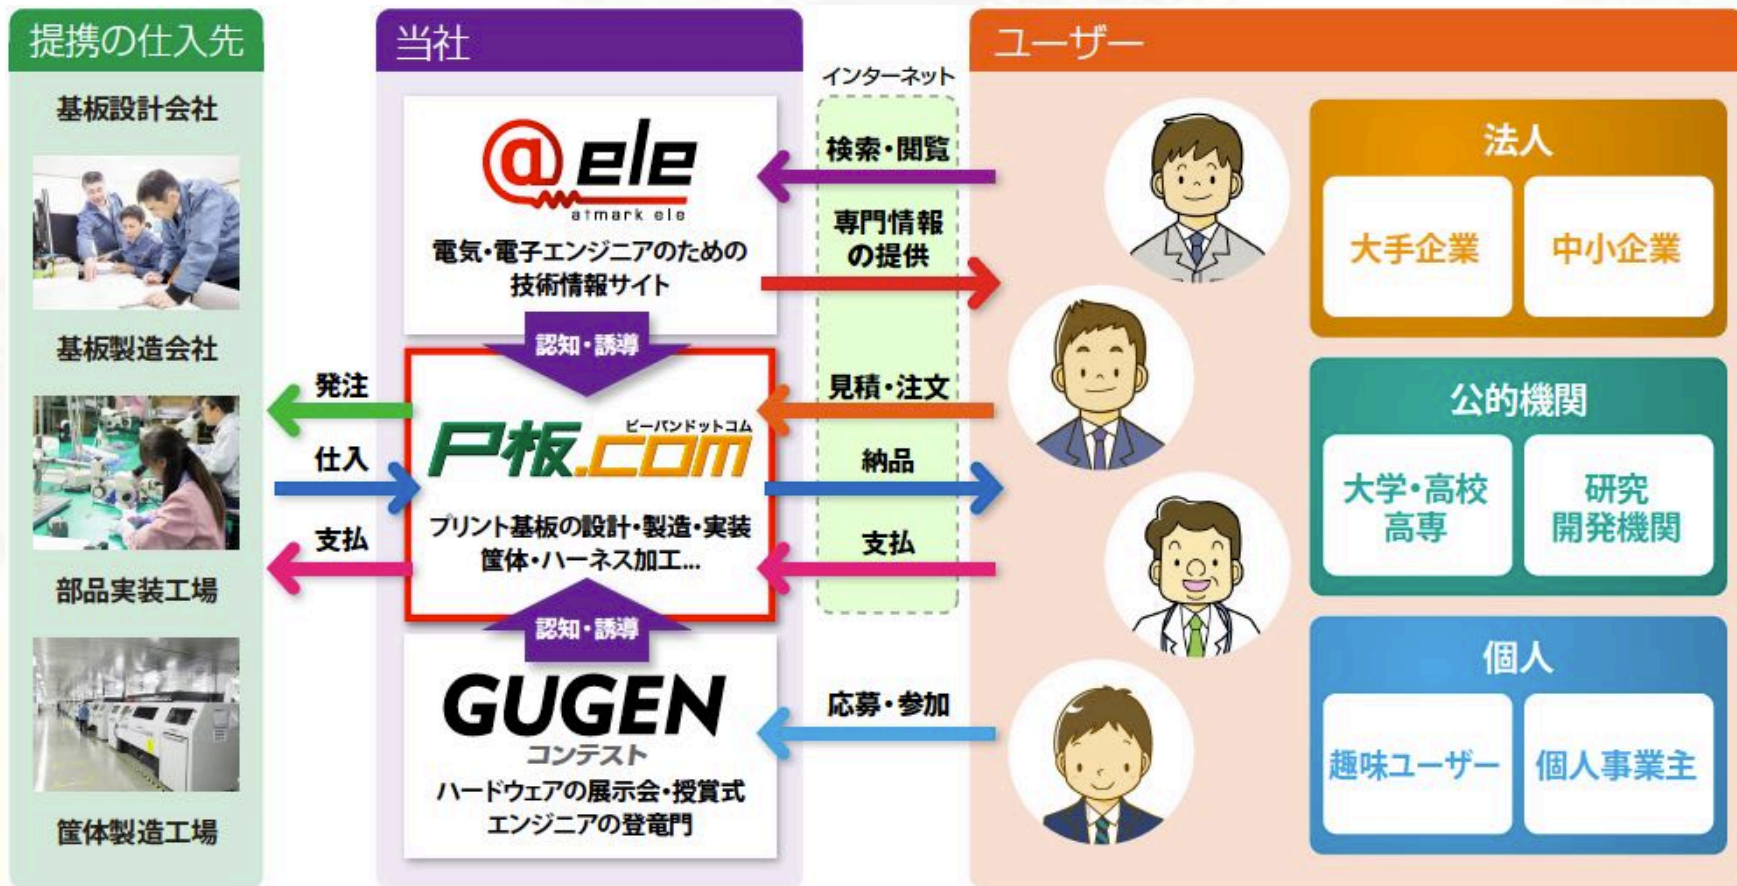 提携の仕入先
基板設計会社
基板製造会社
部品実装工場
筐体製造工場
発注
仕入
支払
当社
@ele
atmark ele
電気・電子エンジニアのための
技術情報サイト
認知・誘導
ピーバンドットコム
P板.com
プリント基板の設計・製造・実装
筐体・ハーネス加工...
認知・誘導
GUGEN
コンテスト
ハードウェアの展示会・授賞式
エンジニアの登竜門
インターネット
検索・閲覧
専門情報
の提供
見積・注文
納品
支払
応募・参加
ユーザー
法人
大手企業
中小企業
公的機関
大学・高校
高専
研究
開発機関
個人
趣味ユーザー
個人事業主